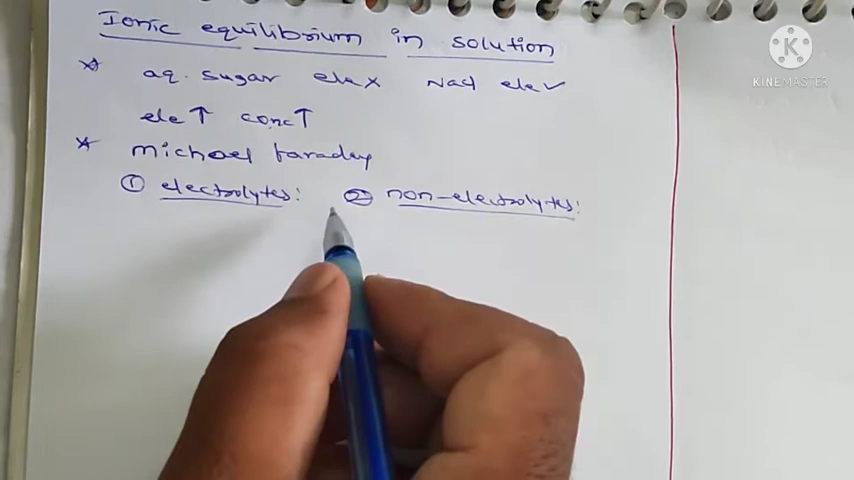 Ionic equilibrium in solution
* aq. sugar ele x NaCl ele ✓
ele ↑ conc ↑
* michael faraday
① electrolytes: ② non-electrolytes:
KINEMASTER